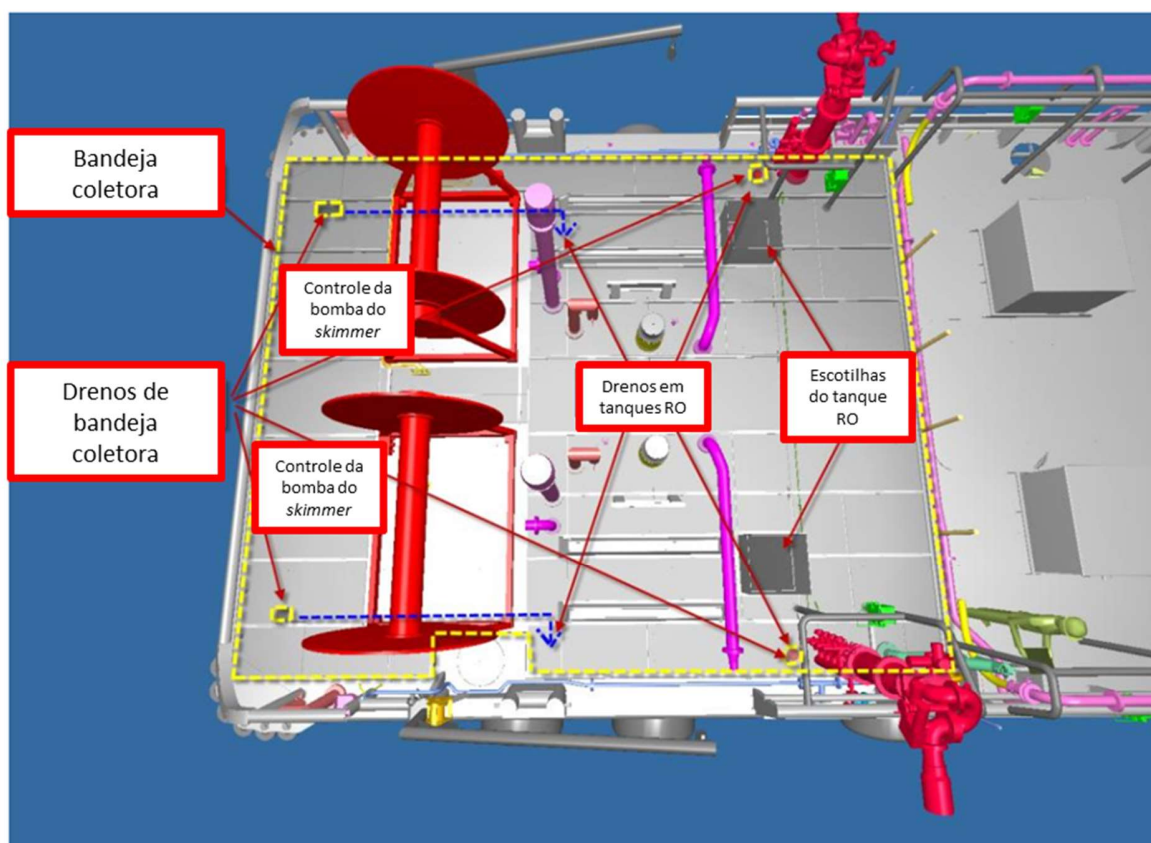 Bandeja
coletora
Controle da
bomba do
skimmer
Drenos de
bandeja
coletora
Drenos em
tanques RO
Escotilhas
do tanque
RO
Controle da
bomba do
skimmer